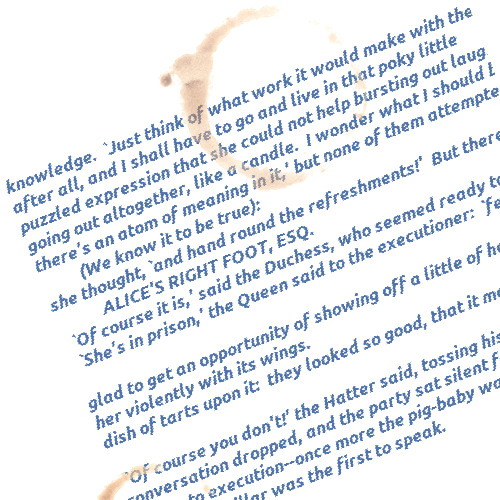 knowledge. `Just think of what work it would make with the
after all, and I shall have to go and live in that poky little
puzzled expression that she could not help bursting out laug
going out altogether, like a candle. I wonder what I should
there's an atom of meaning in it,' but none of them attempte
(We know it to be true):
she thought, `and hand round the refreshments!' But there
ALICE'S RIGHT FOOT, ESQ.
`Of course it is,' said the Duchess, who seemed ready to
`She's in prison,' the Queen said to the executioner: `fe
glad to get an opportunity of showing off a little of
her violently with its wings.
dish of tarts upon it: they looked so good, that it
`Of course you don't!' the Hatter said, tossing his
conversation dropped, and the party sat silent
to execution--once more the pig-baby
was the first to speak.